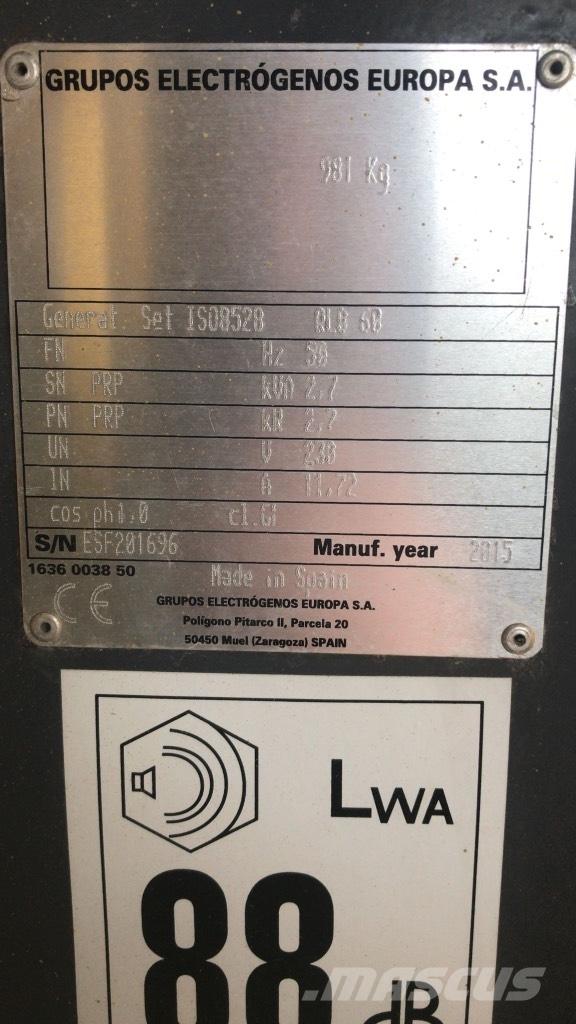 GRUPOS ELECTRÓGENOS EUROPA S.A.
981 Kg
Generat. Set ISO8528 QLB 60
FN Hz 50
SN PRP kVA 2,7
PN PRP kW 2,7
UN V 230
IN A 11,72
cos phi1,0 cl.G1
S/N ESF201696 Manuf. year 2015
1636 0038 50 Made in Spain
CE GRUPOS ELECTRÓGENOS EUROPA S.A.
Polígono Pitarco II, Parcela 20
50450 Muel (Zaragoza) SPAIN
LWA
88
dB
MASCUS